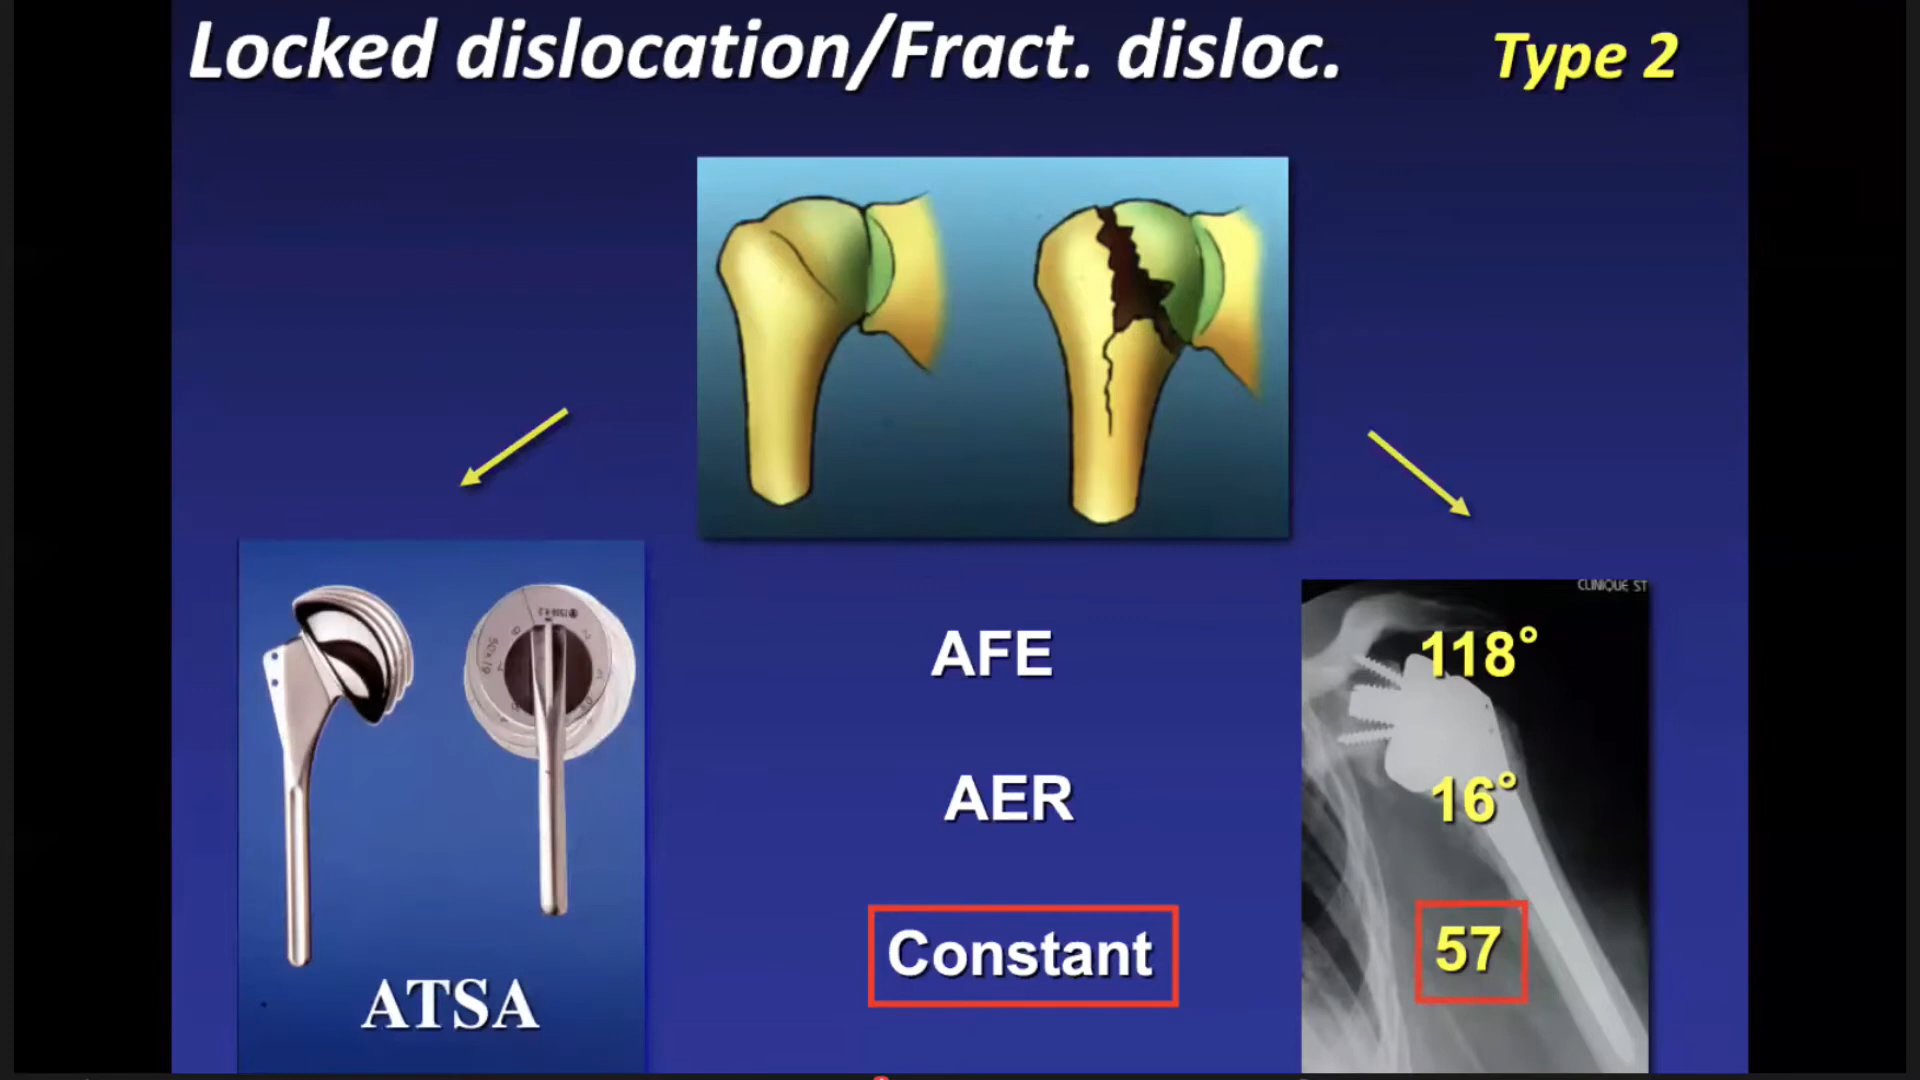 Locked dislocation/Fract. disloc.
Type 2
CLINIQUE ST
AFE
118°
AER
16°
Constant
57
ATSA